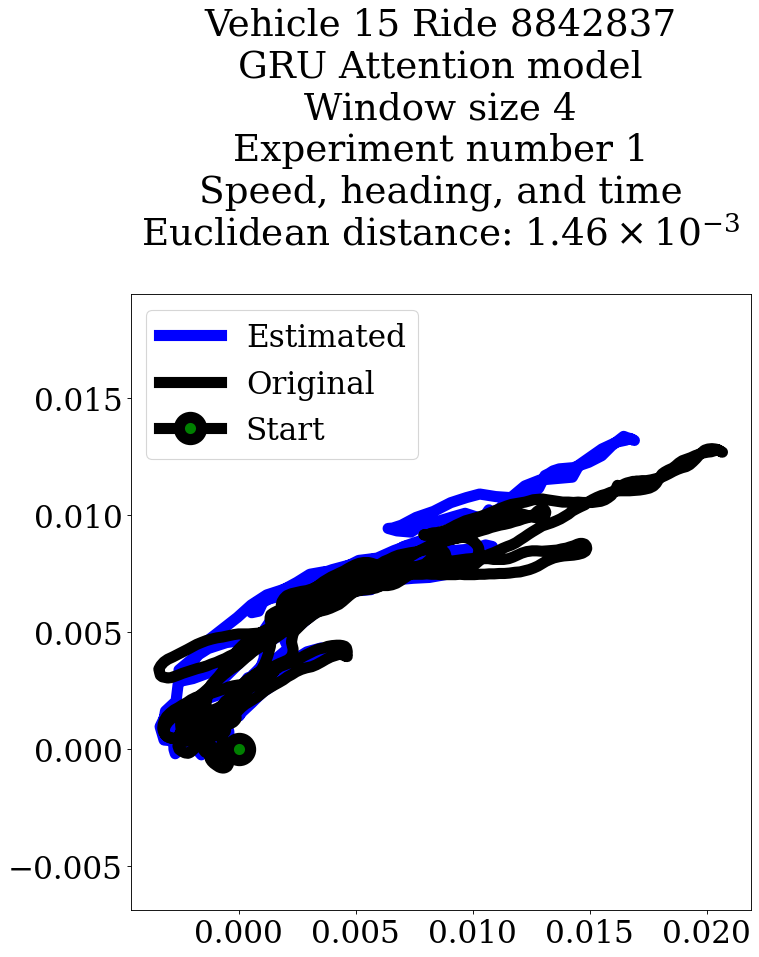 Vehicle 15 Ride 8842837
GRU Attention model
Window size 4
Experiment number 1
Speed, heading, and time
Euclidean distance: 1.46 × 10⁻³
Estimated
Original
Start
0.015
0.010
0.005
0.000
−0.005
0.000 0.005 0.010 0.015 0.020